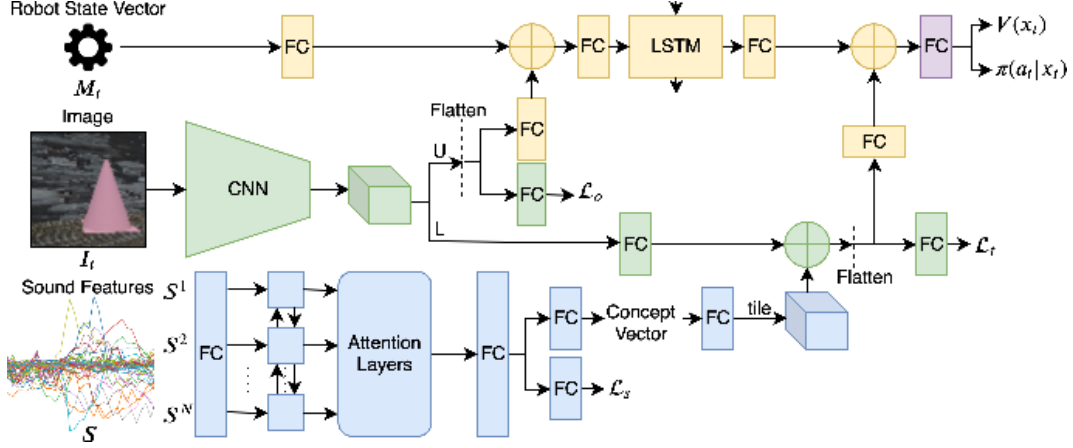 Robot State Vector
M_t
FC
FC
LSTM
FC
FC
V(x_t)
π(a_t|x_t)
Image
I_t
CNN
U
L
Flatten
FC
FC
ℒ_o
FC
FC
Flatten
FC
ℒ_t
Sound Features
S
S^1
S^2
S^N
FC
Attention
Layers
FC
FC
Concept
Vector
FC
tile
FC
ℒ_s